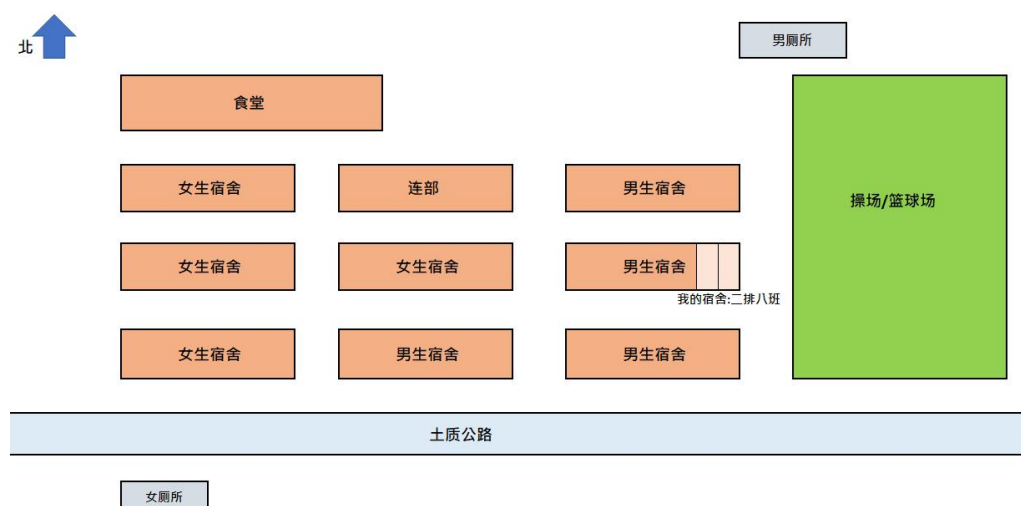 北
男厕所
食堂
女生宿舍
连部
男生宿舍
操场/篮球场
女生宿舍
女生宿舍
男生宿舍
我的宿舍:二排八班
女生宿舍
男生宿舍
男生宿舍
土质公路
女厕所